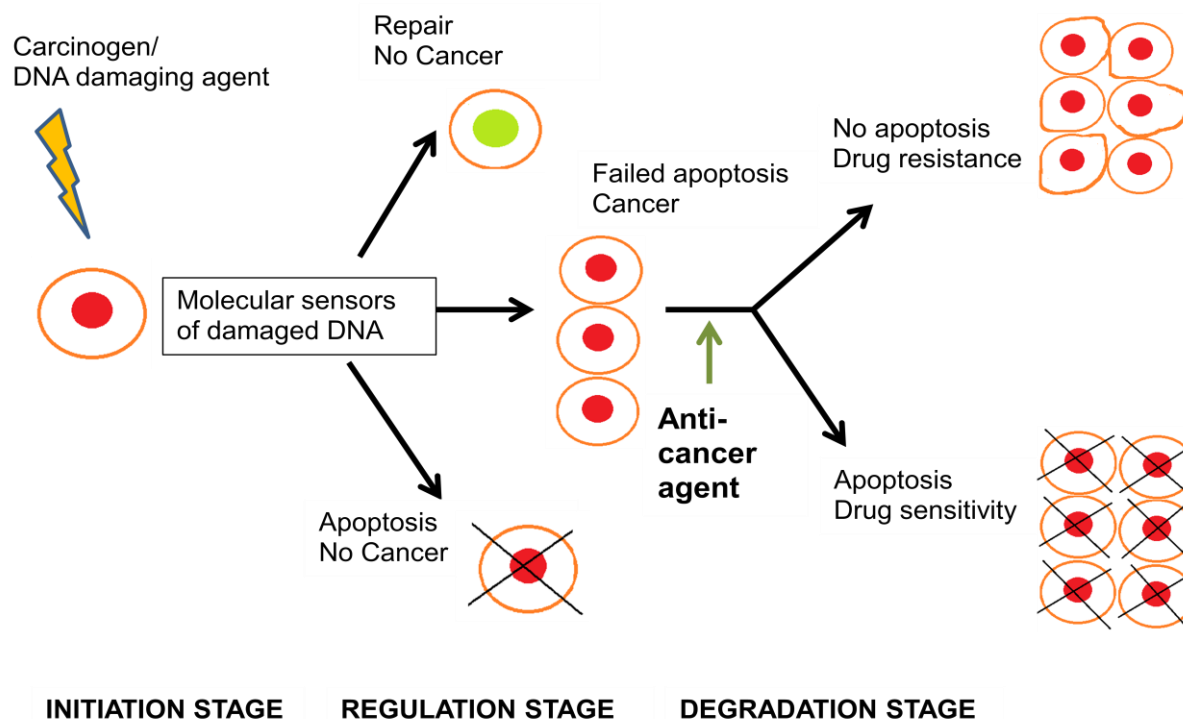 Carcinogen/
DNA damaging agent
Repair
No Cancer
Molecular sensors
of damaged DNA
Apoptosis
No Cancer
Failed apoptosis
Cancer
Anti-
cancer
agent
No apoptosis
Drug resistance
Apoptosis
Drug sensitivity
INITIATION STAGE
REGULATION STAGE
DEGRADATION STAGE